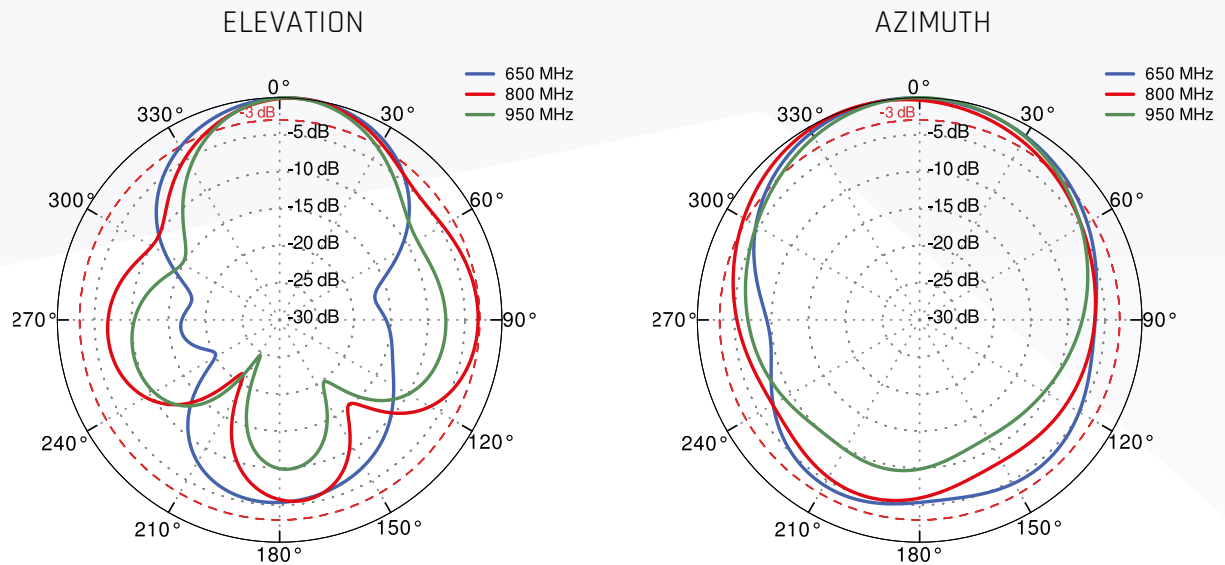 ELEVATION
650 MHz
800 MHz
950 MHz
0°
30°
60°
90°
120°
150°
180°
210°
240°
270°
300°
330°
-3 dB
-5 dB
-10 dB
-15 dB
-20 dB
-25 dB
-30 dB
AZIMUTH
650 MHz
800 MHz
950 MHz
0°
30°
60°
90°
120°
150°
180°
210°
240°
270°
300°
330°
-3 dB
-5 dB
-10 dB
-15 dB
-20 dB
-25 dB
-30 dB